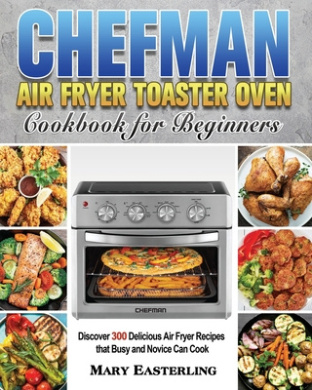 CHEFMAN
AIR FRYER TOASTER OVEN
Cookbook for Beginners
CHEFMAN
Discover 300 Delicious Air Fryer Recipes
that Busy and Novice Can Cook
MARY EASTERLING